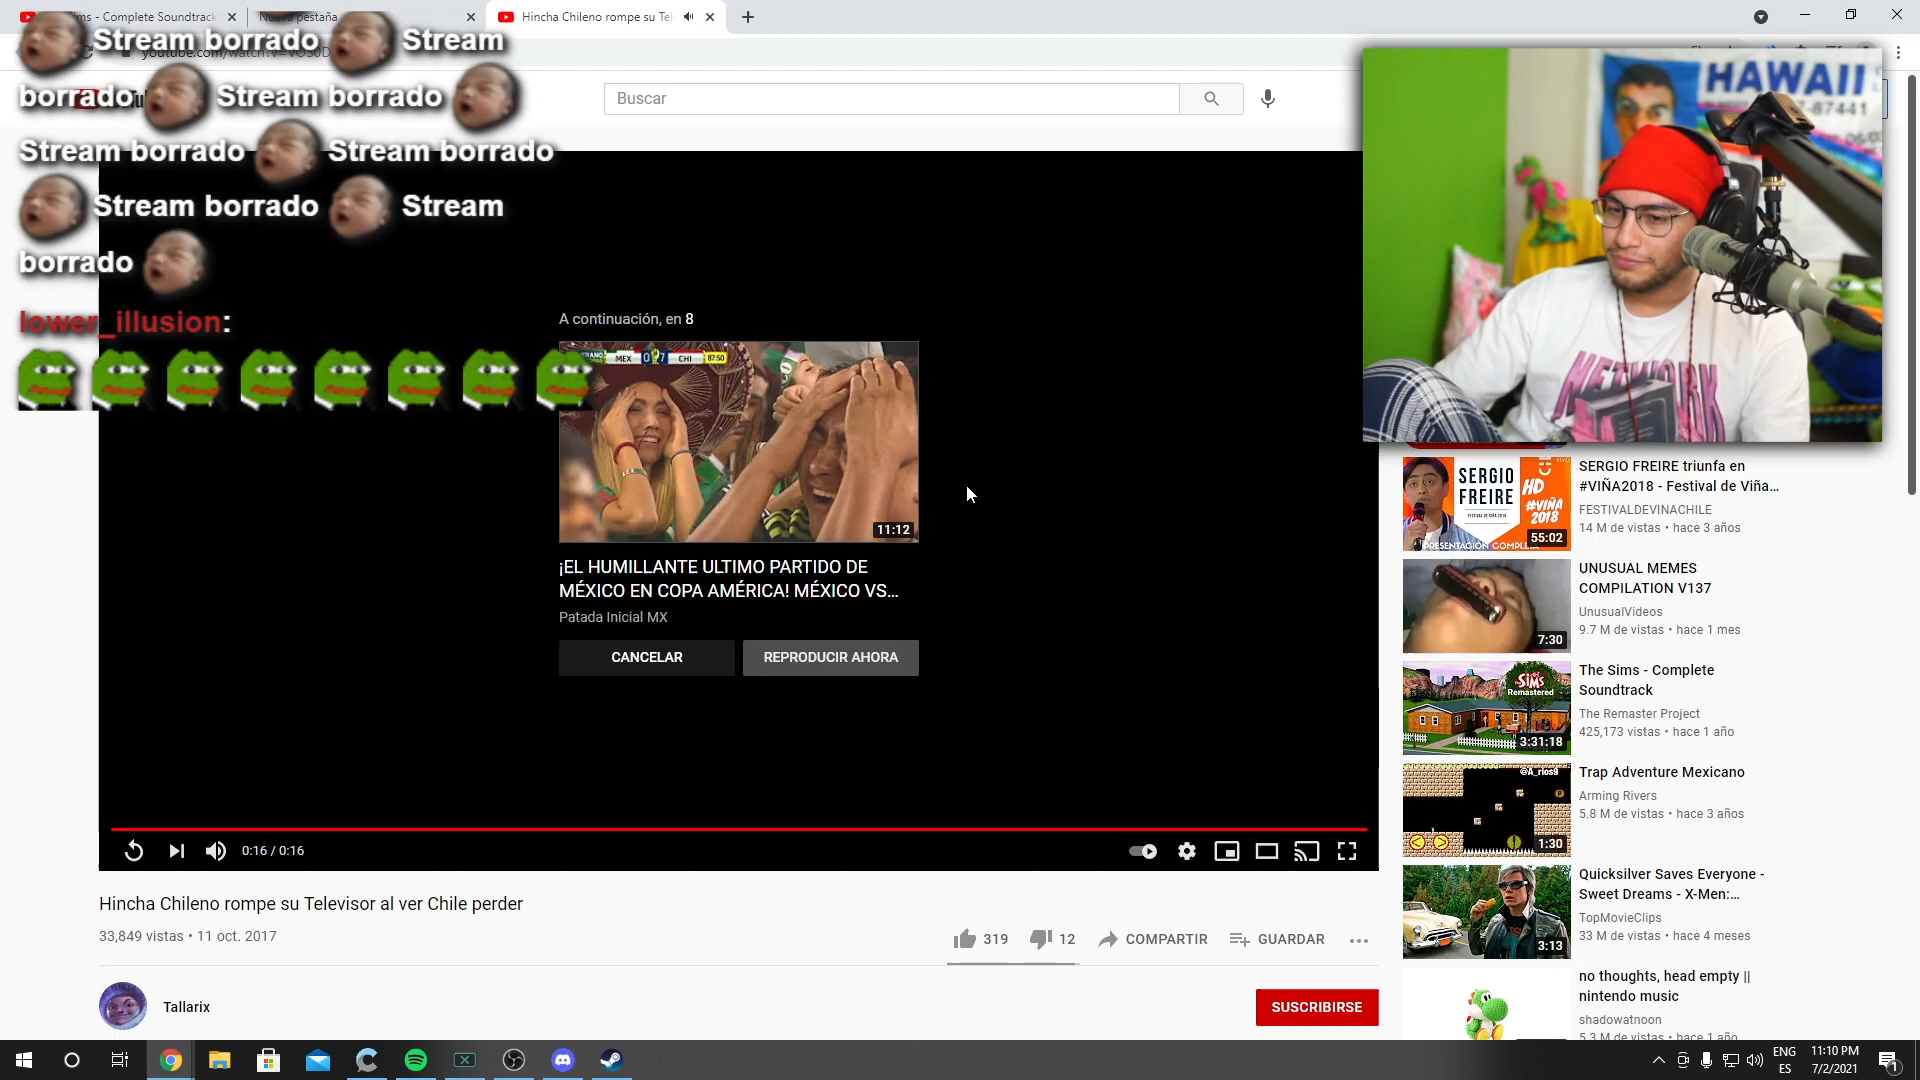 Sims - Complete Soundtrack
Nueva pestaña
Hincha Chileno rompe su Tel
youtube.com/watch?v=
Stream borrado Stream
borrado Stream borrado
Stream borrado Stream borrado
Stream borrado Stream
borrado
lower_illusion:
Buscar
HAWAII
87441
NETWORK
A continuación, en 8
MEX 0 7 CHI 87:50
11:12
¡EL HUMILLANTE ULTIMO PARTIDO DE
MÉXICO EN COPA AMÉRICA! MÉXICO VS...
Patada Inicial MX
CANCELAR REPRODUCIR AHORA
0:16 / 0:16
Hincha Chileno rompe su Televisor al ver Chile perder
33,849 vistas • 11 oct. 2017
319 12 COMPARTIR GUARDAR
Tallarix
SUSCRIBIRSE
SERGIO
FREIRE
HD
#VIÑA
2018
PRESENTACIÓN COMPLETA
55:02
SERGIO FREIRE triunfa en
#VIÑA2018 - Festival de Viña...
FESTIVALDEVINACHILE
14 M de vistas • hace 3 años
7:30
UNUSUAL MEMES
COMPILATION V137
UnusualVideos
9.7 M de vistas • hace 1 mes
The SIMS
Remastered
3:31:18
The Sims - Complete
Soundtrack
The Remaster Project
425,173 vistas • hace 1 año
@A_rios9
1:30
Trap Adventure Mexicano
Arming Rivers
5.8 M de vistas • hace 3 años
3:13
Quicksilver Saves Everyone -
Sweet Dreams - X-Men:...
TopMovieClips
33 M de vistas • hace 4 meses
no thoughts, head empty ||
nintendo music
shadowatnoon
5.3 M de vistas • hace 1 año
ENG
ES
11:10 PM
7/2/2021
1